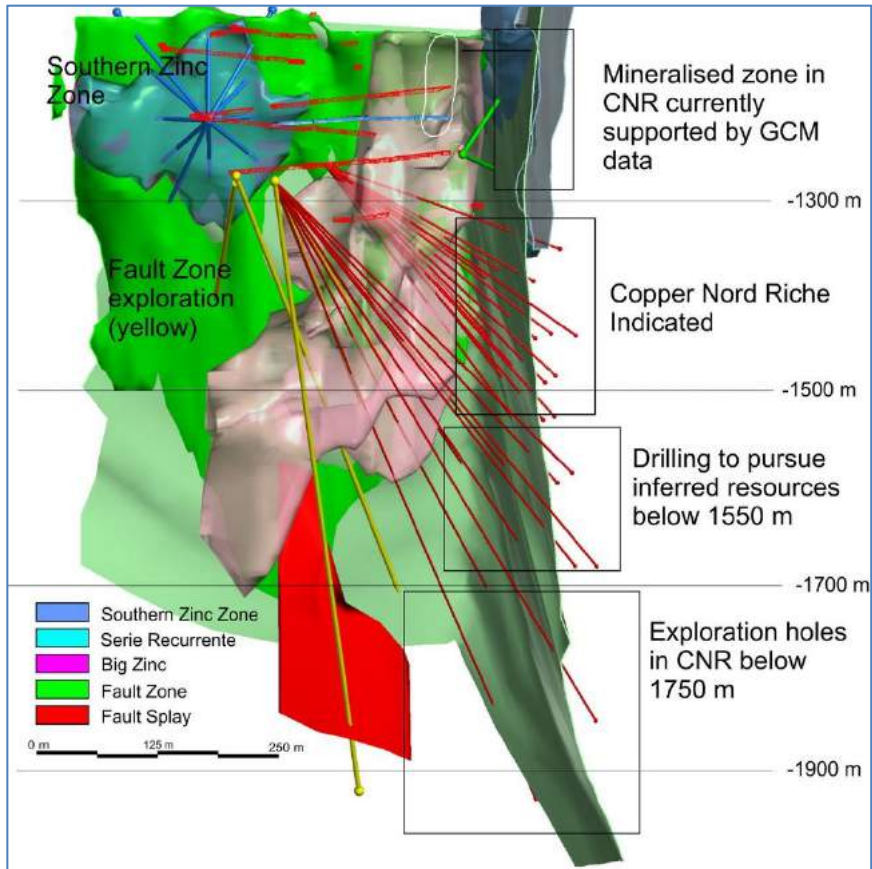 Southern Zinc
Zone
Mineralised zone in
CNR currently
supported by GCM
data
-1300 m
Fault Zone
exploration
(yellow)
Copper Nord Riche
Indicated
-1500 m
Drilling to pursue
inferred resources
below 1550 m
-1700 m
Southern Zinc Zone
Serie Recurrente
Big Zinc
Fault Zone
Fault Splay
0 m 125 m 250 m
Exploration holes
in CNR below
1750 m
-1900 m